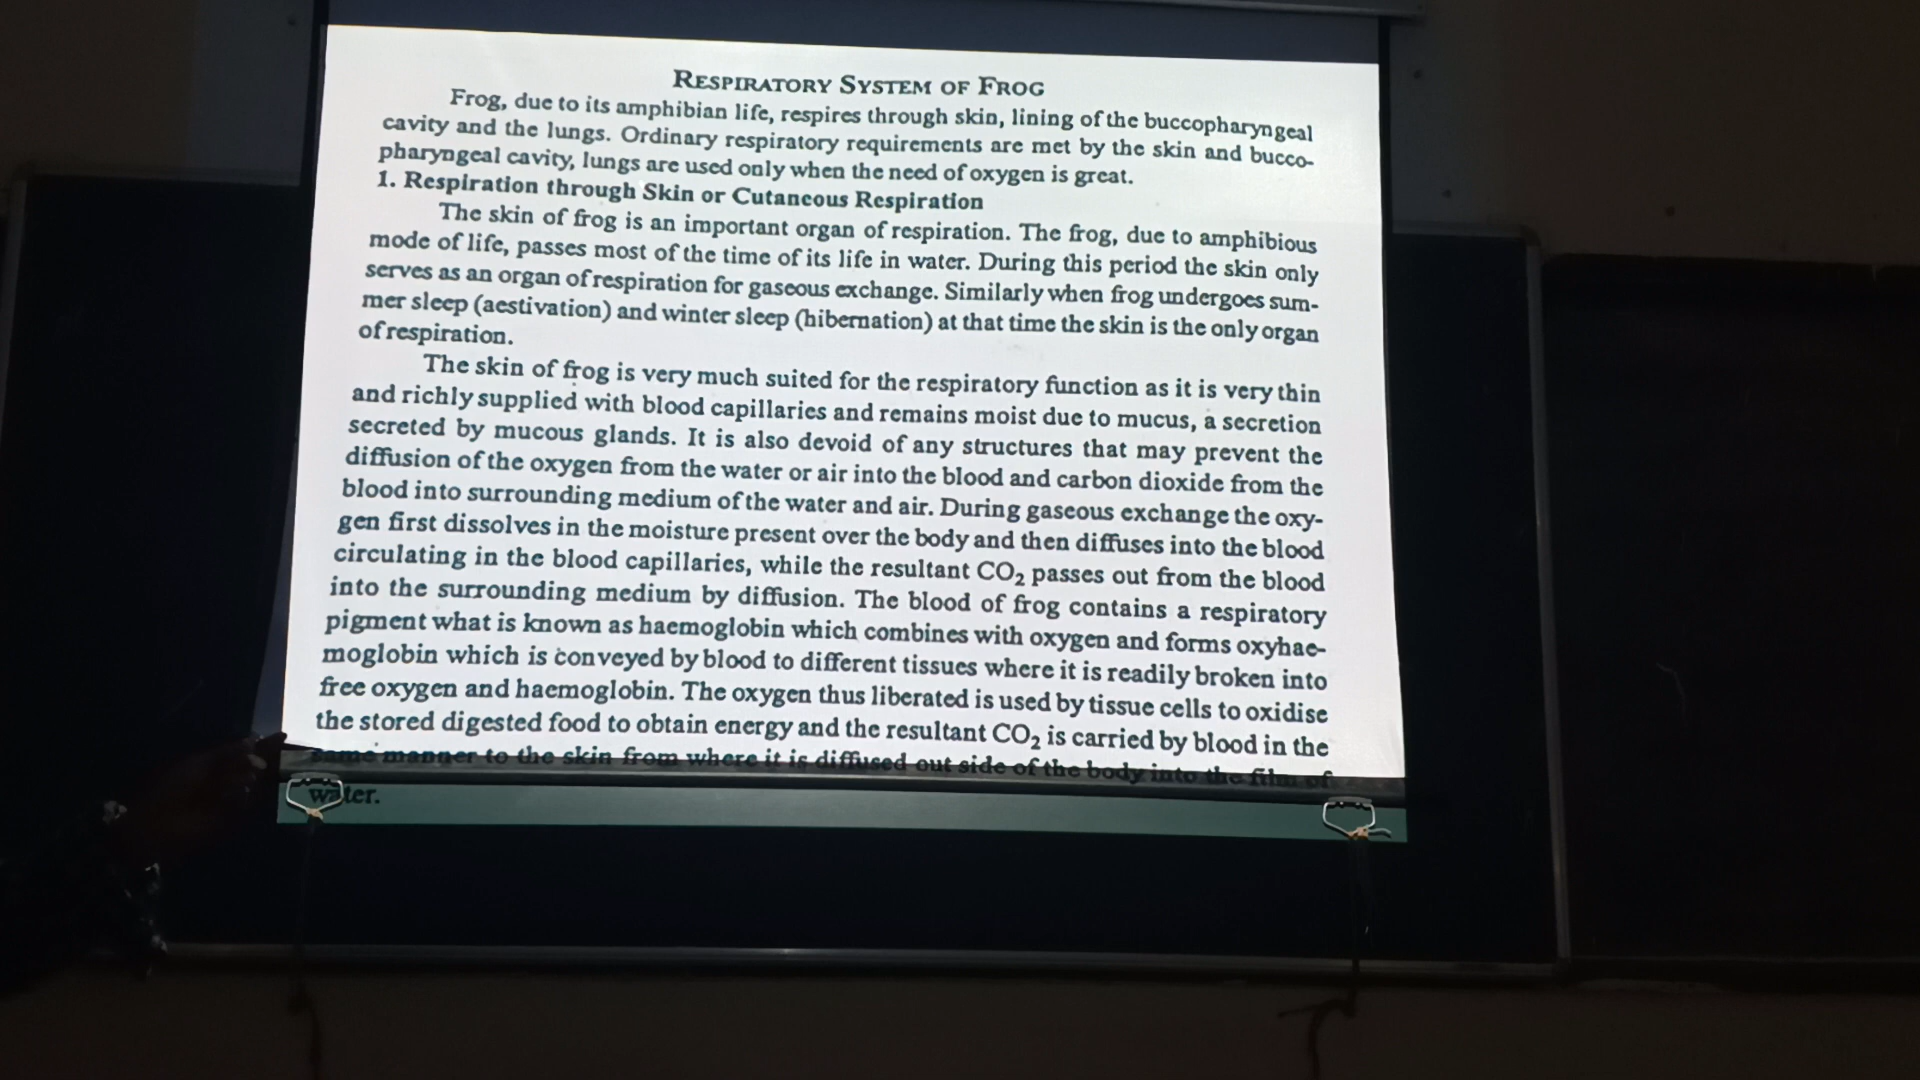 RESPIRATORY SYSTEM OF FROG
Frog, due to its amphibian life, respires through skin, lining of the buccopharyngeal
cavity and the lungs. Ordinary respiratory requirements are met by the skin and bucco-
pharyngeal cavity, lungs are used only when the need of oxygen is great.
1. Respiration through Skin or Cutaneous Respiration
The skin of frog is an important organ of respiration. The frog, due to amphibious
mode of life, passes most of the time of its life in water. During this period the skin only
serves as an organ of respiration for gaseous exchange. Similarly when frog undergoes sum-
mer sleep (aestivation) and winter sleep (hibernation) at that time the skin is the only organ
of respiration.
The skin of frog is very much suited for the respiratory function as it is very thin
and richly supplied with blood capillaries and remains moist due to mucus, a secretion
secreted by mucous glands. It is also devoid of any structures that may prevent the
diffusion of the oxygen from the water or air into the blood and carbon dioxide from the
blood into surrounding medium of the water and air. During gaseous exchange the oxy-
gen first dissolves in the moisture present over the body and then diffuses into the blood
circulating in the blood capillaries, while the resultant CO₂ passes out from the blood
into the surrounding medium by diffusion. The blood of frog contains a respiratory
pigment what is known as haemoglobin which combines with oxygen and forms oxyhae-
moglobin which is conveyed by blood to different tissues where it is readily broken into
free oxygen and haemoglobin. The oxygen thus liberated is used by tissue cells to oxidise
the stored digested food to obtain energy and the resultant CO₂ is carried by blood in the
same manner to the skin from where it is diffused out side of the body into the film of
water.